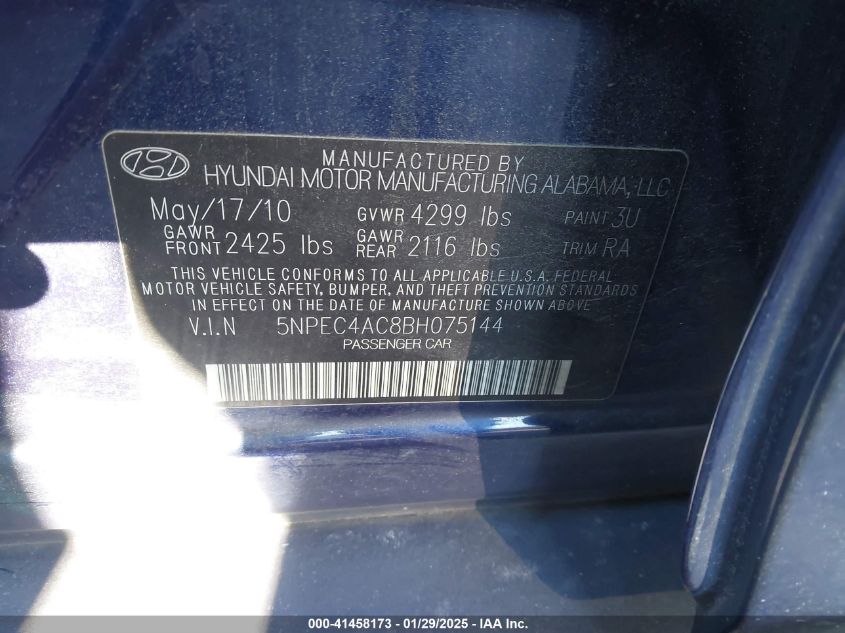 MANUFACTURED BY
HYUNDAI MOTOR MANUFACTURING ALABAMA, LLC
May/17/10 GVWR 4299 lbs PAINT 3U
GAWR FRONT 2425 lbs GAWR REAR 2116 lbs TRIM RA
THIS VEHICLE CONFORMS TO ALL APPLICABLE U.S.A. FEDERAL
MOTOR VEHICLE SAFETY, BUMPER, AND THEFT PREVENTION STANDARDS
IN EFFECT ON THE DATE OF MANUFACTURE SHOWN ABOVE
V.I.N 5NPEC4AC8BH075144
PASSENGER CAR
000-41458173 - 01/29/2025 - IAA Inc.